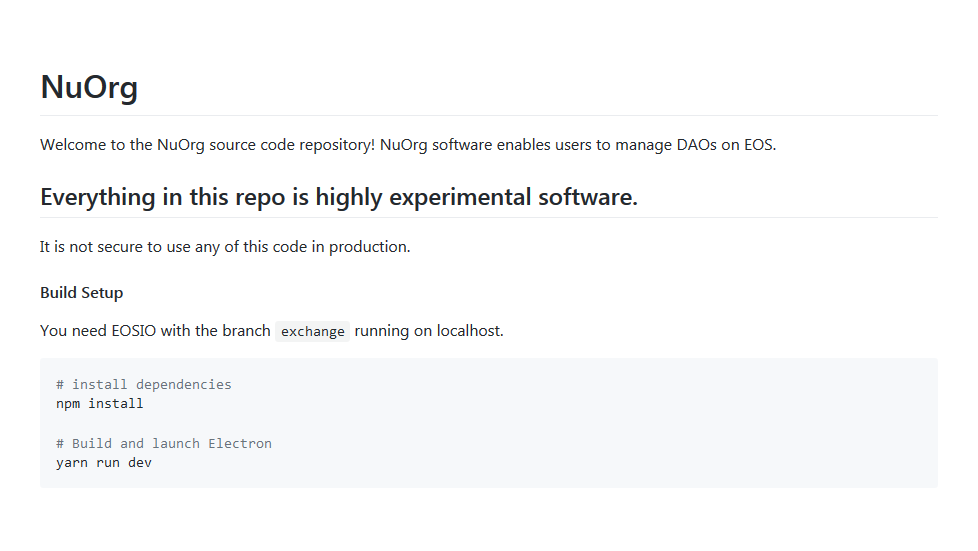 NuOrg
Welcome to the NuOrg source code repository! NuOrg software enables users to manage DAOs on EOS.
Everything in this repo is highly experimental software.
It is not secure to use any of this code in production.
Build Setup
You need EOSIO with the branch exchange running on localhost.
# install dependencies
npm install
# Build and launch Electron
yarn run dev